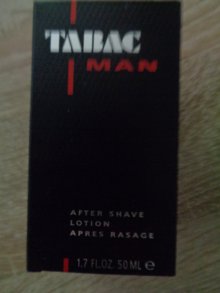 TABAC
MAN
AFTER SHAVE
LOTION
APRES RASAGE
1.7 FL.OZ. 50 ML ℮